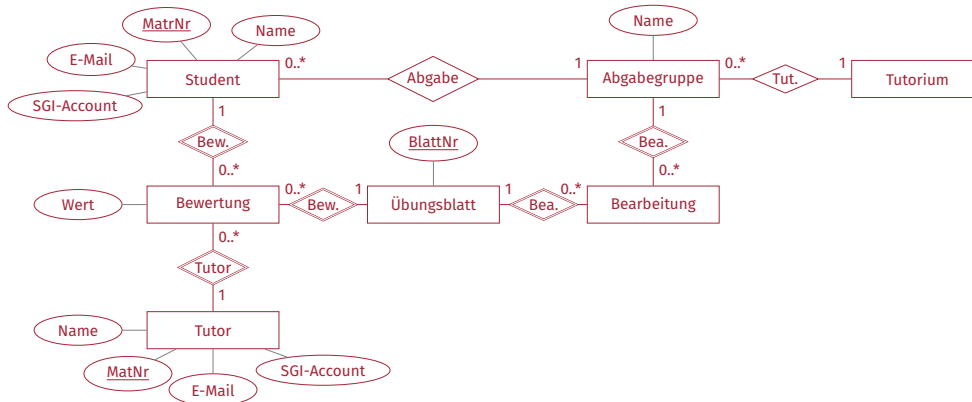 MatrNr
Name
Name
E-Mail
0..*
1
0..*
1
Student
Abgabe
Abgabegruppe
Tut.
Tutorium
SGI-Account
1
1
Bew.
BlattNr
Bea.
0..*
0..*
0..*
1
1
0..*
Wert
Bewertung
Bew.
Übungsblatt
Bea.
Bearbeitung
0..*
Tutor
1
Name
Tutor
MatNr
SGI-Account
E-Mail